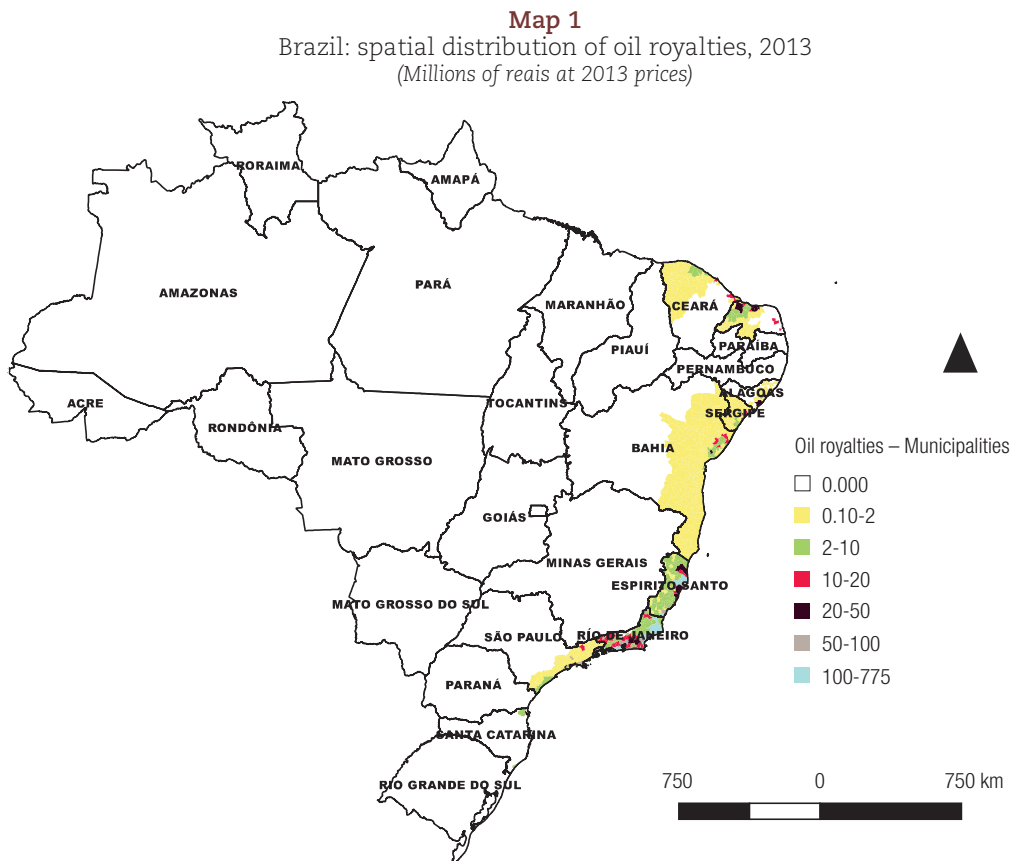 Map 1
Brazil: spatial distribution of oil royalties, 2013
(Millions of reais at 2013 prices)
RORAIMA
AMAPÁ
AMAZONAS
PARÁ
MARANHÃO
CEARÁ
PIAUÍ
PARAÍBA
PERNAMBUCO
ACRE
TOCANTINS
ALAGOAS
SERGIPE
RONDÔNIA
BAHIA
MATO GROSSO
GOIÁS
MINAS GERAIS
ESPIRITO SANTO
MATO GROSSO DO SUL
SÃO PAULO
RÍO DE JANEIRO
PARANÁ
SANTA CATARINA
RIO GRANDE DO SUL
Oil royalties – Municipalities
0.000
0.10-2
2-10
10-20
20-50
50-100
100-775
750 0 750 km